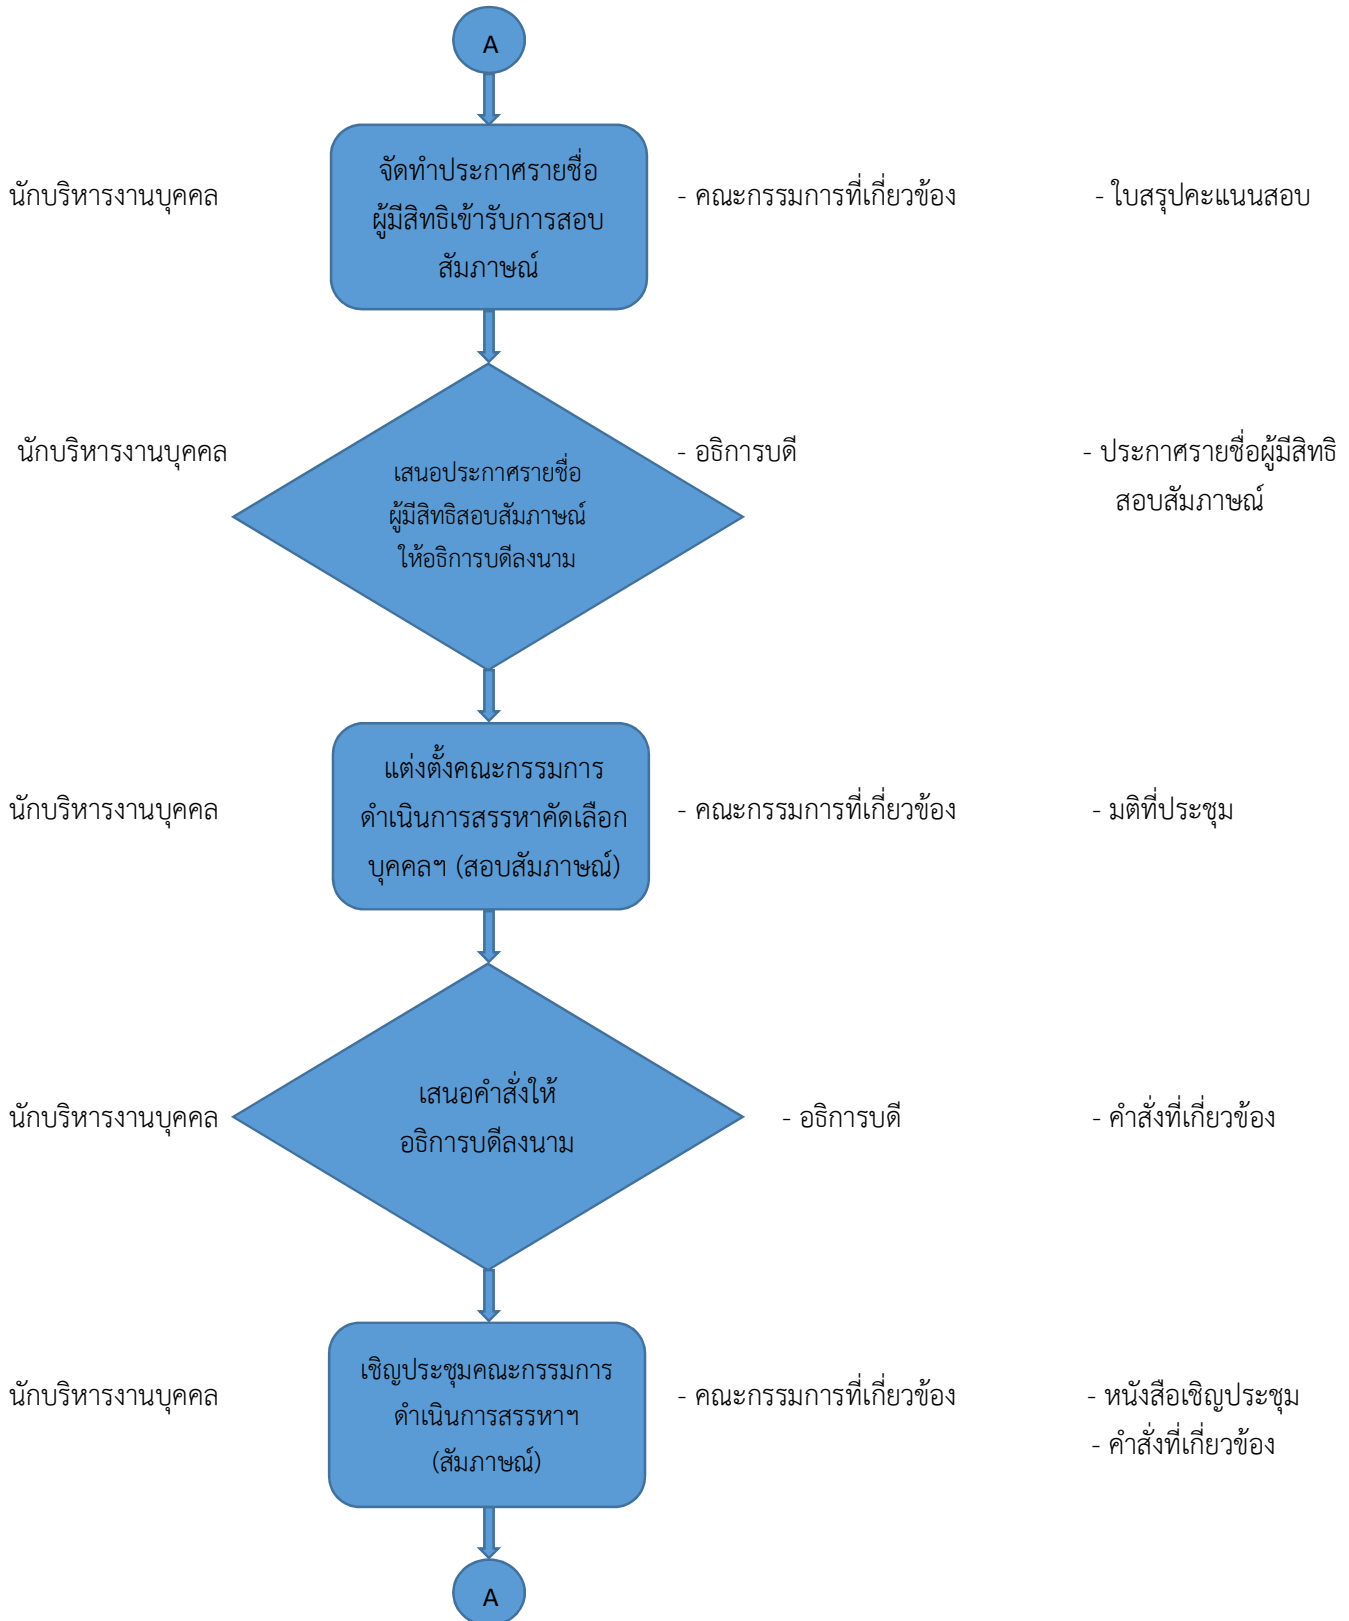 A
นักบริหารงานบุคคล
จัดทำประกาศรายชื่อ
ผู้มีสิทธิเข้ารับการสอบ
สัมภาษณ์
- คณะกรรมการที่เกี่ยวข้อง
- ใบสรุปคะแนนสอบ
นักบริหารงานบุคคล
เสนอประกาศรายชื่อ
ผู้มีสิทธิสอบสัมภาษณ์
ให้อธิการบดีลงนาม
- อธิการบดี
- ประกาศรายชื่อผู้มีสิทธิ
สอบสัมภาษณ์
นักบริหารงานบุคคล
แต่งตั้งคณะกรรมการ
ดำเนินการสรรหาคัดเลือก
บุคคลฯ (สอบสัมภาษณ์)
- คณะกรรมการที่เกี่ยวข้อง
- มติที่ประชุม
นักบริหารงานบุคคล
เสนอคำสั่งให้
อธิการบดีลงนาม
- อธิการบดี
- คำสั่งที่เกี่ยวข้อง
นักบริหารงานบุคคล
เชิญประชุมคณะกรรมการ
ดำเนินการสรรหาฯ
(สัมภาษณ์)
- คณะกรรมการที่เกี่ยวข้อง
- หนังสือเชิญประชุม
- คำสั่งที่เกี่ยวข้อง
A